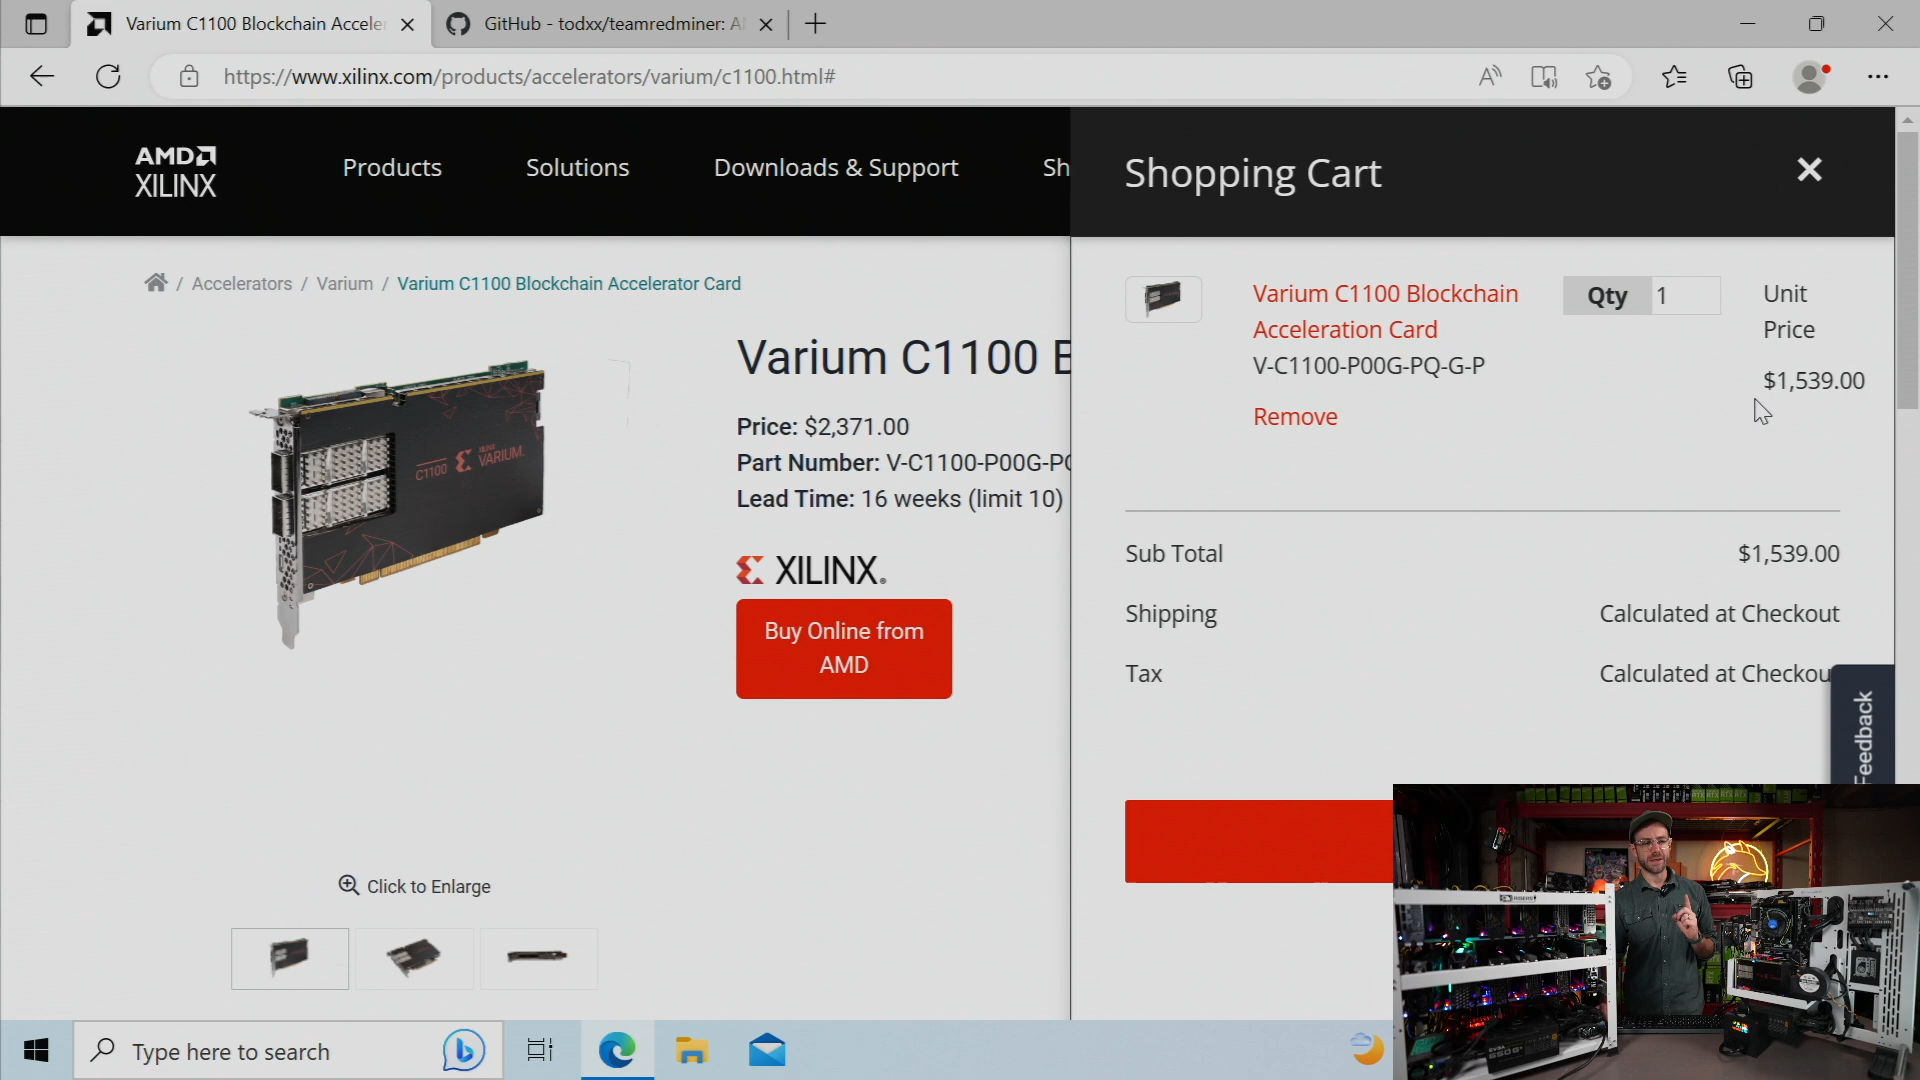 Varium C1100 Blockchain Acceler
GitHub - todxx/teamredminer: A
https://www.xilinx.com/products/accelerators/varium/c1100.html#
AMD
XILINX
Products
Solutions
Downloads & Support
Sh
Shopping Cart
/ Accelerators / Varium / Varium C1100 Blockchain Accelerator Card
Varium C1100 Blockchain
Acceleration Card
V-C1100-P00G-PQ-G-P
Remove
Qty 1
Unit
Price
$1,539.00
C1100 XILINX VARIUM
Varium C1100 B
Price: $2,371.00
Part Number: V-C1100-P00G-PQ
Lead Time: 16 weeks (limit 10)
XILINX
Buy Online from
AMD
Sub Total $1,539.00
Shipping Calculated at Checkout
Tax Calculated at Checkou
Feedback
Click to Enlarge
Type here to search